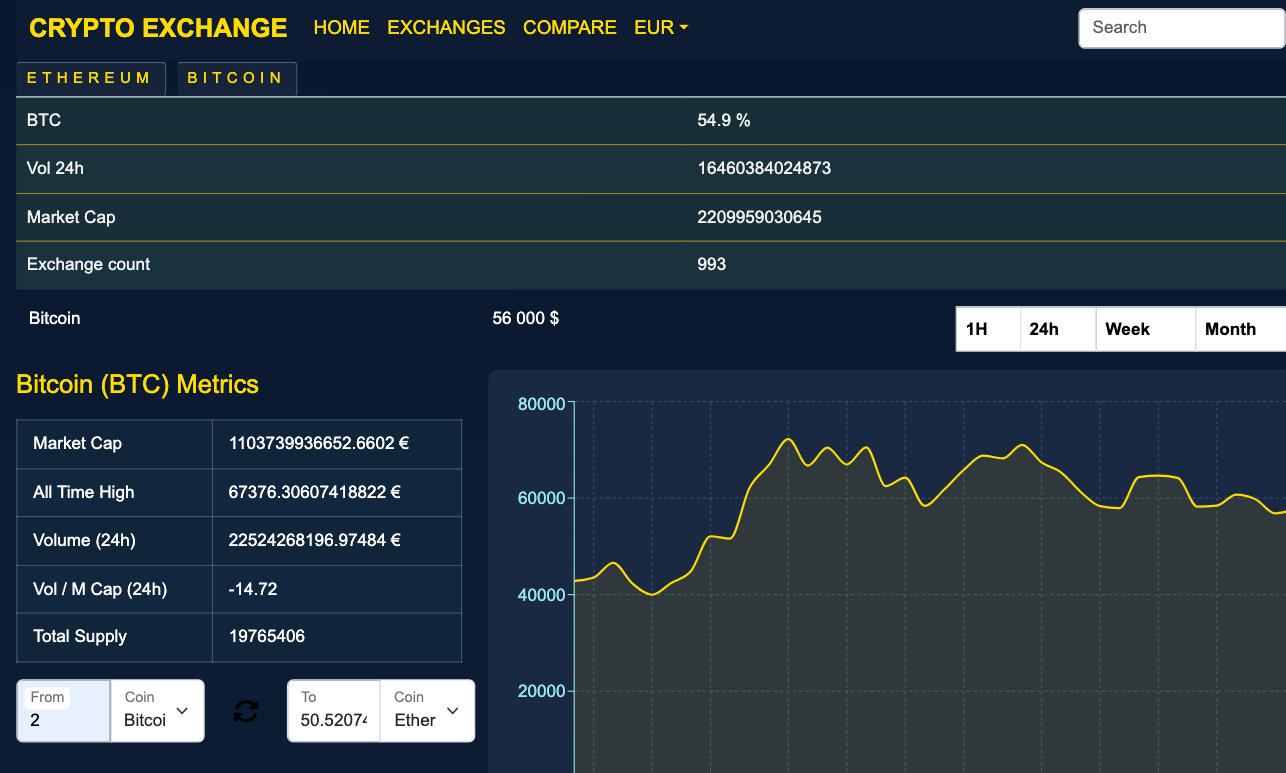 CRYPTO EXCHANGE HOME EXCHANGES COMPARE EUR Search
ETHEREUM BITCOIN
BTC 54.9 %
Vol 24h 16460384024873
Market Cap 2209959030645
Exchange count 993
Bitcoin 56 000 $ 1H 24h Week Month
Bitcoin (BTC) Metrics
Market Cap 1103739936652.6602 €
All Time High 67376.30607418822 €
Volume (24h) 22524268196.97484 €
Vol / M Cap (24h) -14.72
Total Supply 19765406
From Coin To Coin
2 Bitcoi 50.52074 Ether
80000
60000
40000
20000